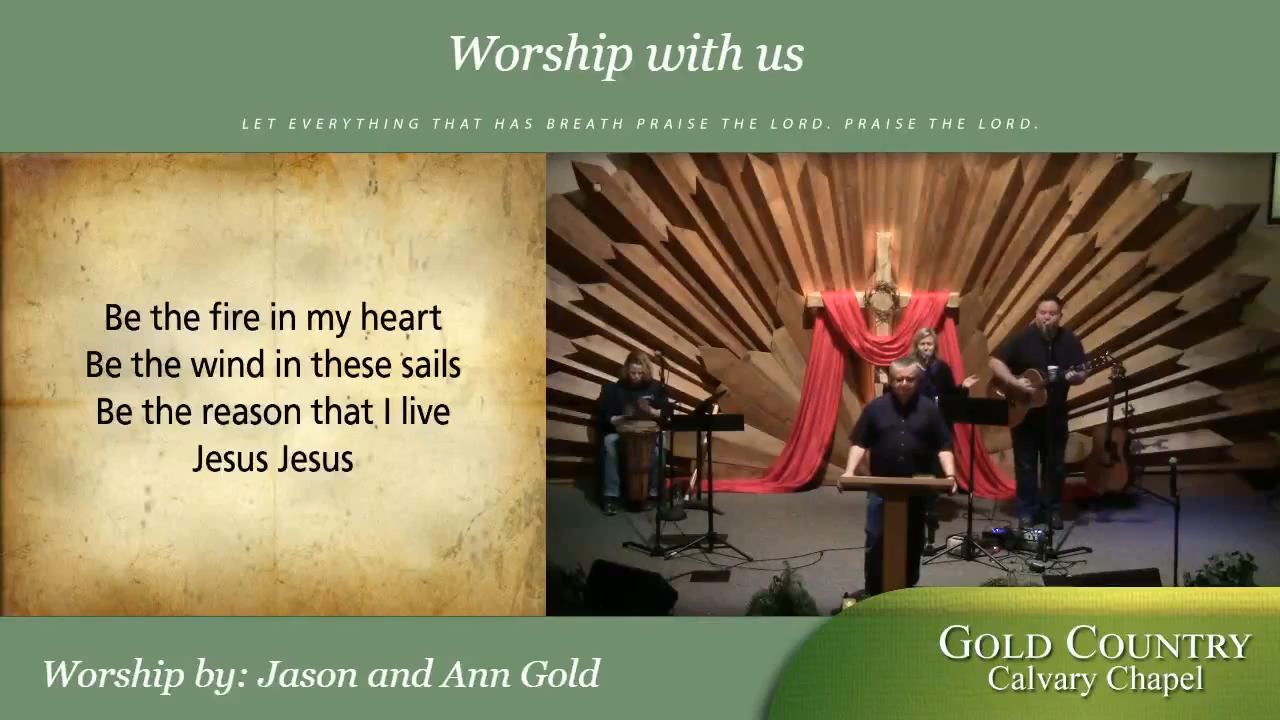 Worship with us
LET EVERYTHING THAT HAS BREATH PRAISE THE LORD. PRAISE THE LORD.
Be the fire in my heart
Be the wind in these sails
Be the reason that I live
Jesus Jesus
Worship by: Jason and Ann Gold
GOLD COUNTRY
Calvary Chapel